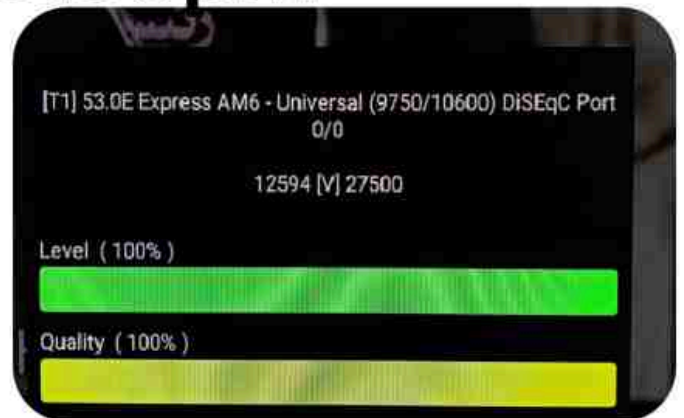 [T1] 53.0E Express AM6 - Universal (9750/10600) DiSEqC Port
0/0
12594 [V] 27500
Level ( 100% )
Quality ( 100% )